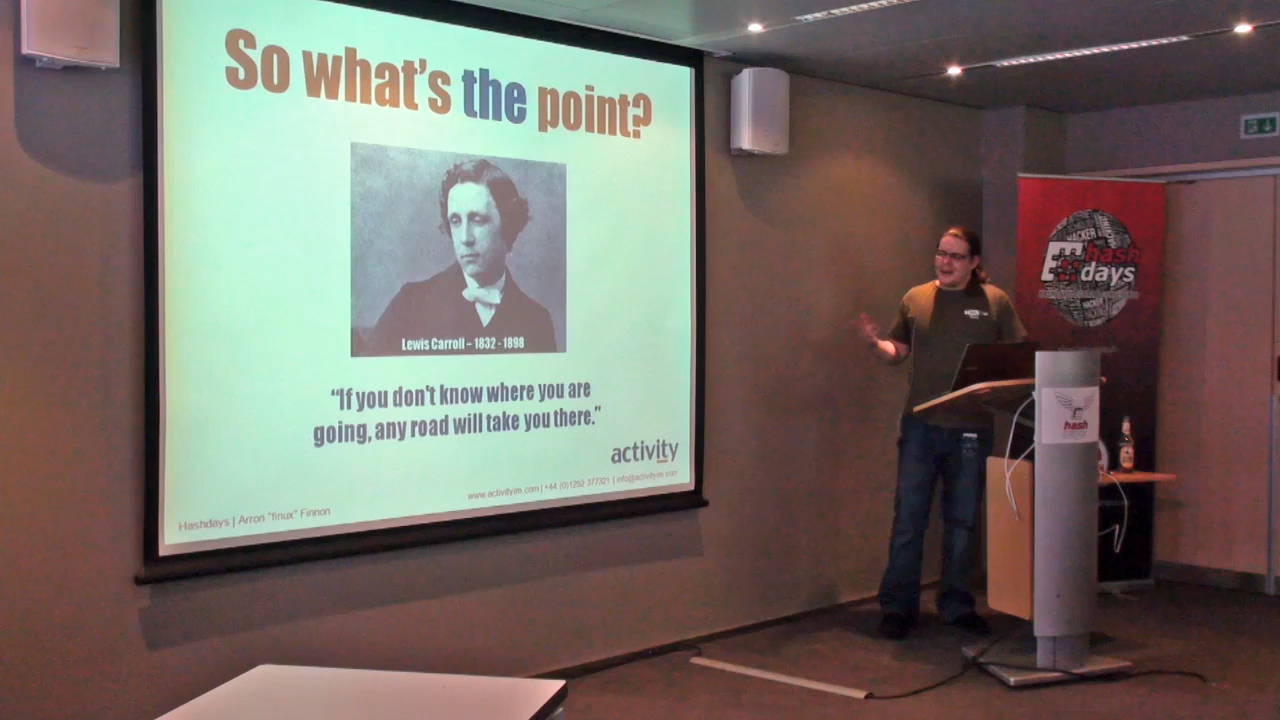 So what's the point?
Lewis Carroll – 1832 - 1898
“If you don't know where you are
going, any road will take you there.”
activity
www.activityim.com | +44 (0)1252 377321 | info@activityim.com
Hashdays | Arron "finux" Finnon
HACKER
hash
days
hash